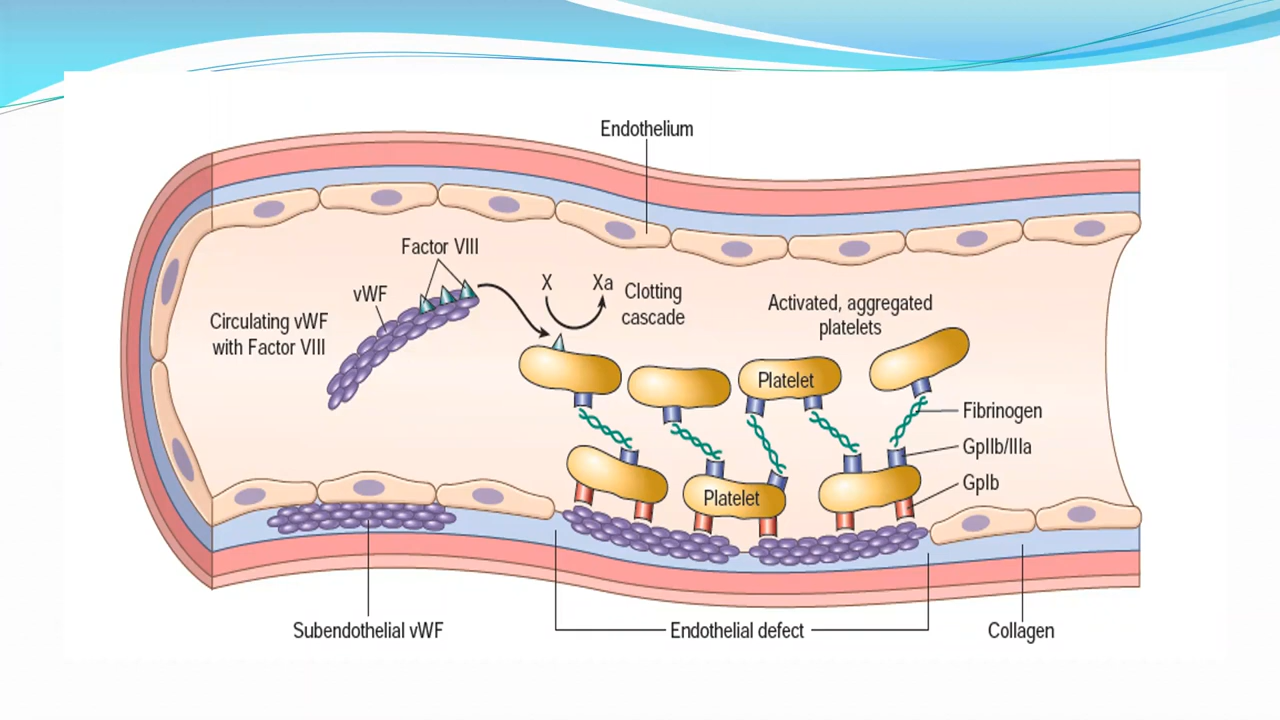 Endothelium
Factor VIII
vWF
X
Xa
Clotting
cascade
Circulating vWF
with Factor VIII
Activated, aggregated
platelets
Platelet
Fibrinogen
GpIIb/IIIa
GpIb
Platelet
Subendothelial vWF
Endothelial defect
Collagen